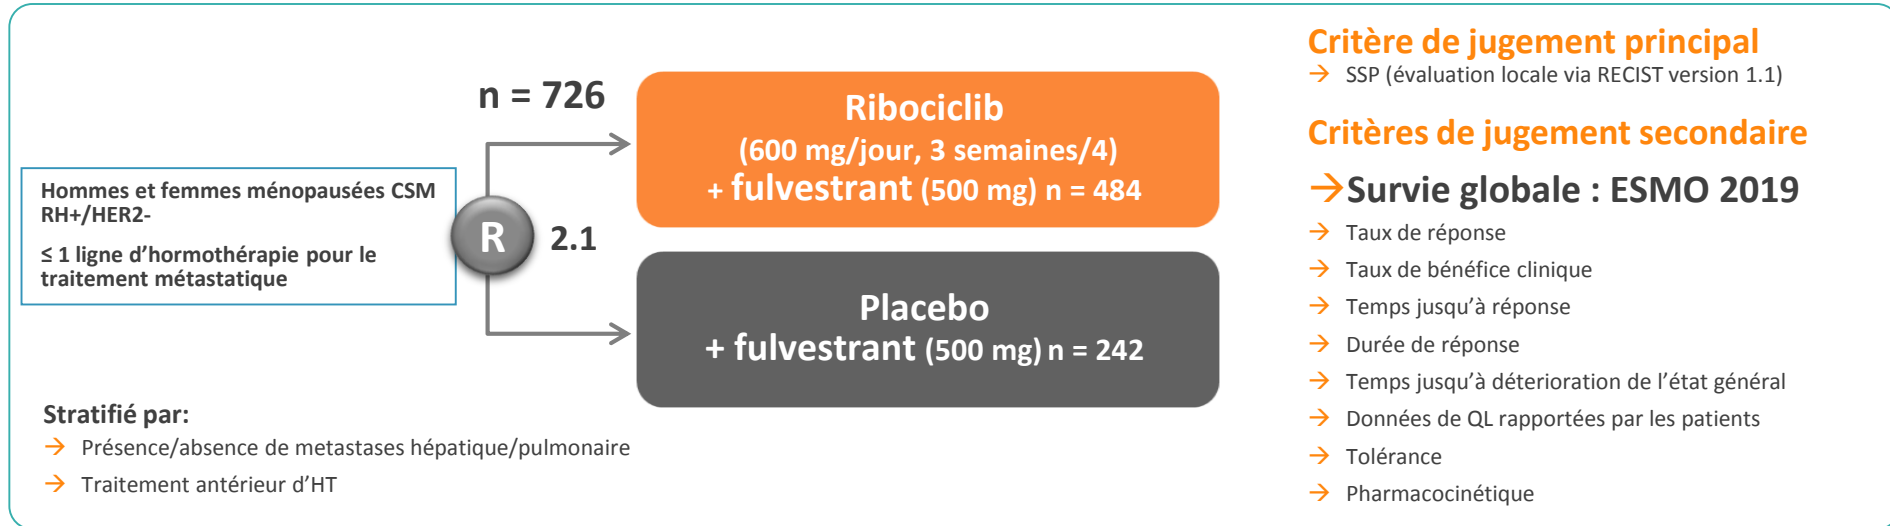 n = 726
Hommes et femmes ménopausées CSM
RH+/HER2-
≤ 1 ligne d’hormothérapie pour le
traitement métastatique
R
2.1
Ribociclib
(600 mg/jour, 3 semaines/4)
+ fulvestrant (500 mg) n = 484
Placebo
+ fulvestrant (500 mg) n = 242
Stratifié par:
→ Présence/absence de metastases hépatique/pulmonaire
→ Traitement antérieur d’HT
Critère de jugement principal
→ SSP (évaluation locale via RECIST version 1.1)
Critères de jugement secondaire
→ Survie globale : ESMO 2019
→ Taux de réponse
→ Taux de bénéfice clinique
→ Temps jusqu’à réponse
→ Durée de réponse
→ Temps jusqu’à déterioration de l’état général
→ Données de QL rapportées par les patients
→ Tolérance
→ Pharmacocinétique